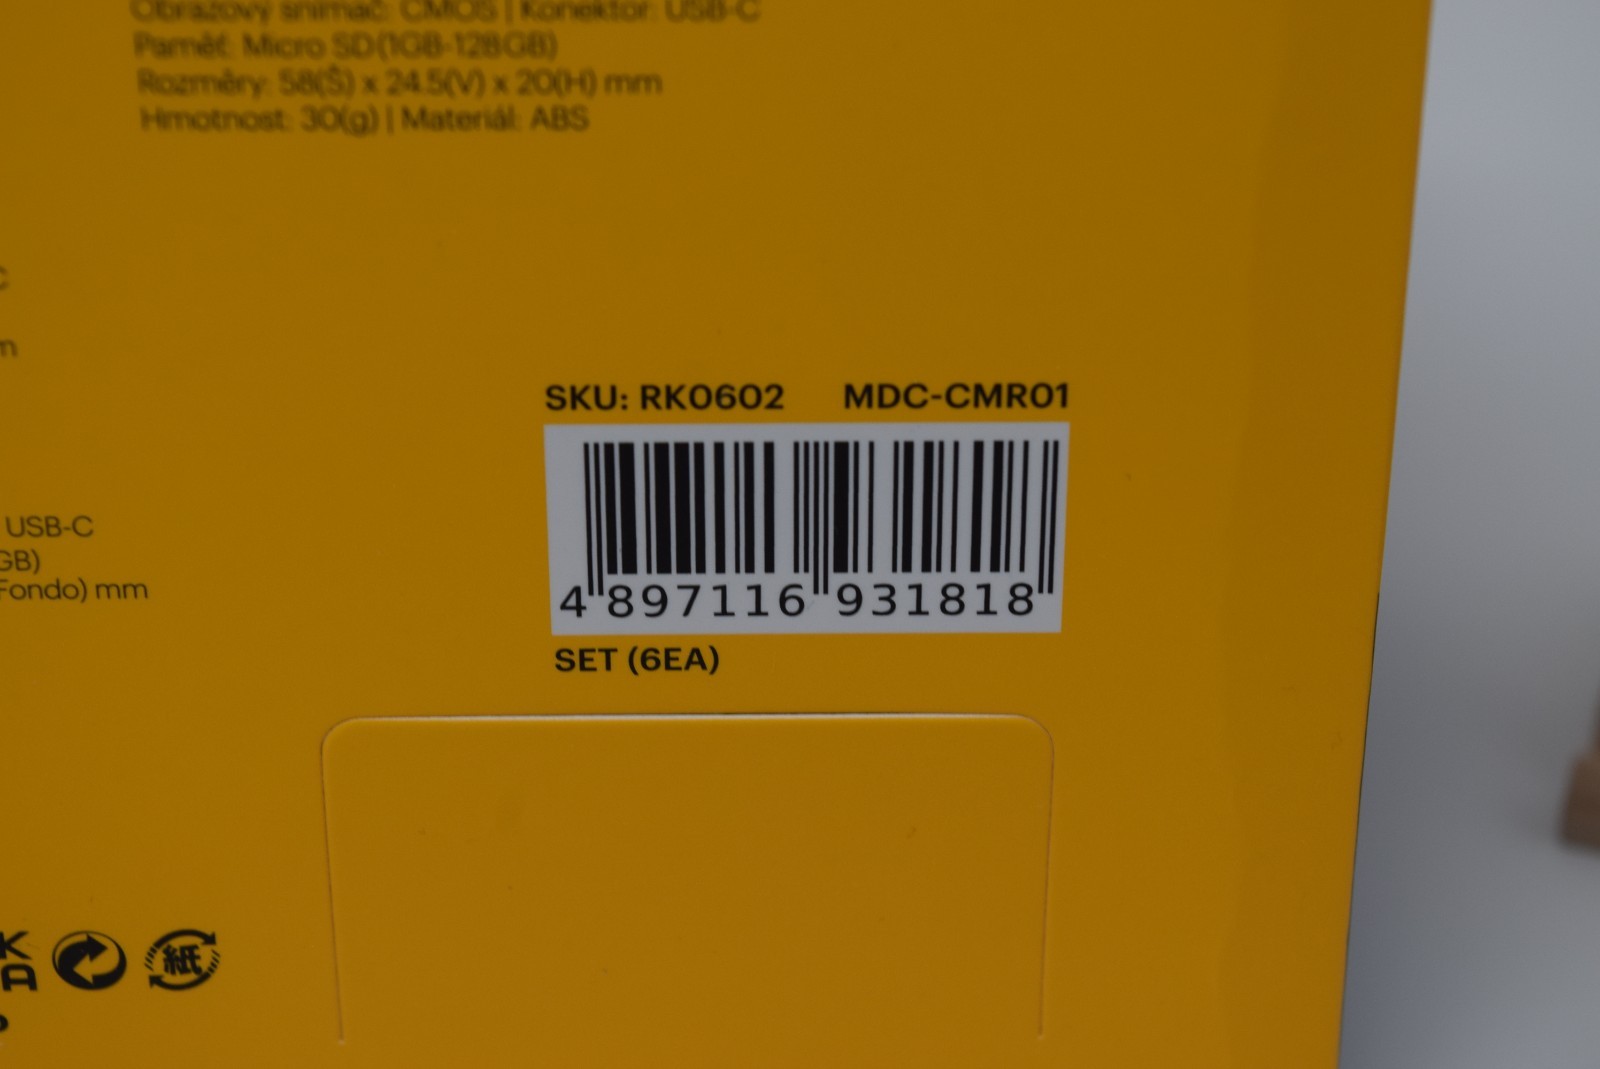 Obrazový snímač: CMOS | Konektor: USB-C
Paměť: Micro SD(1GB-128GB)
Rozměry: 58(Š) x 24.5(V) x 20(H) mm
Hmotnost: 30(g) | Materiál: ABS
C
m
SKU: RK0602 MDC-CMR01
4 897116 931818
SET (6EA)
USB-C
GB)
Fondo) mm
K
A
紙